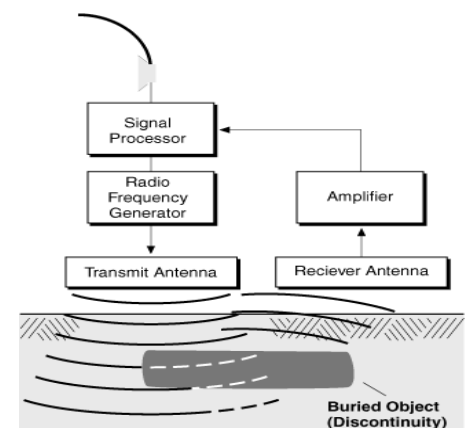 Signal
Processor
Radio
Frequency
Generator
Amplifier
Transmit Antenna
Reciever Antenna
Buried Object
(Discontinuity)